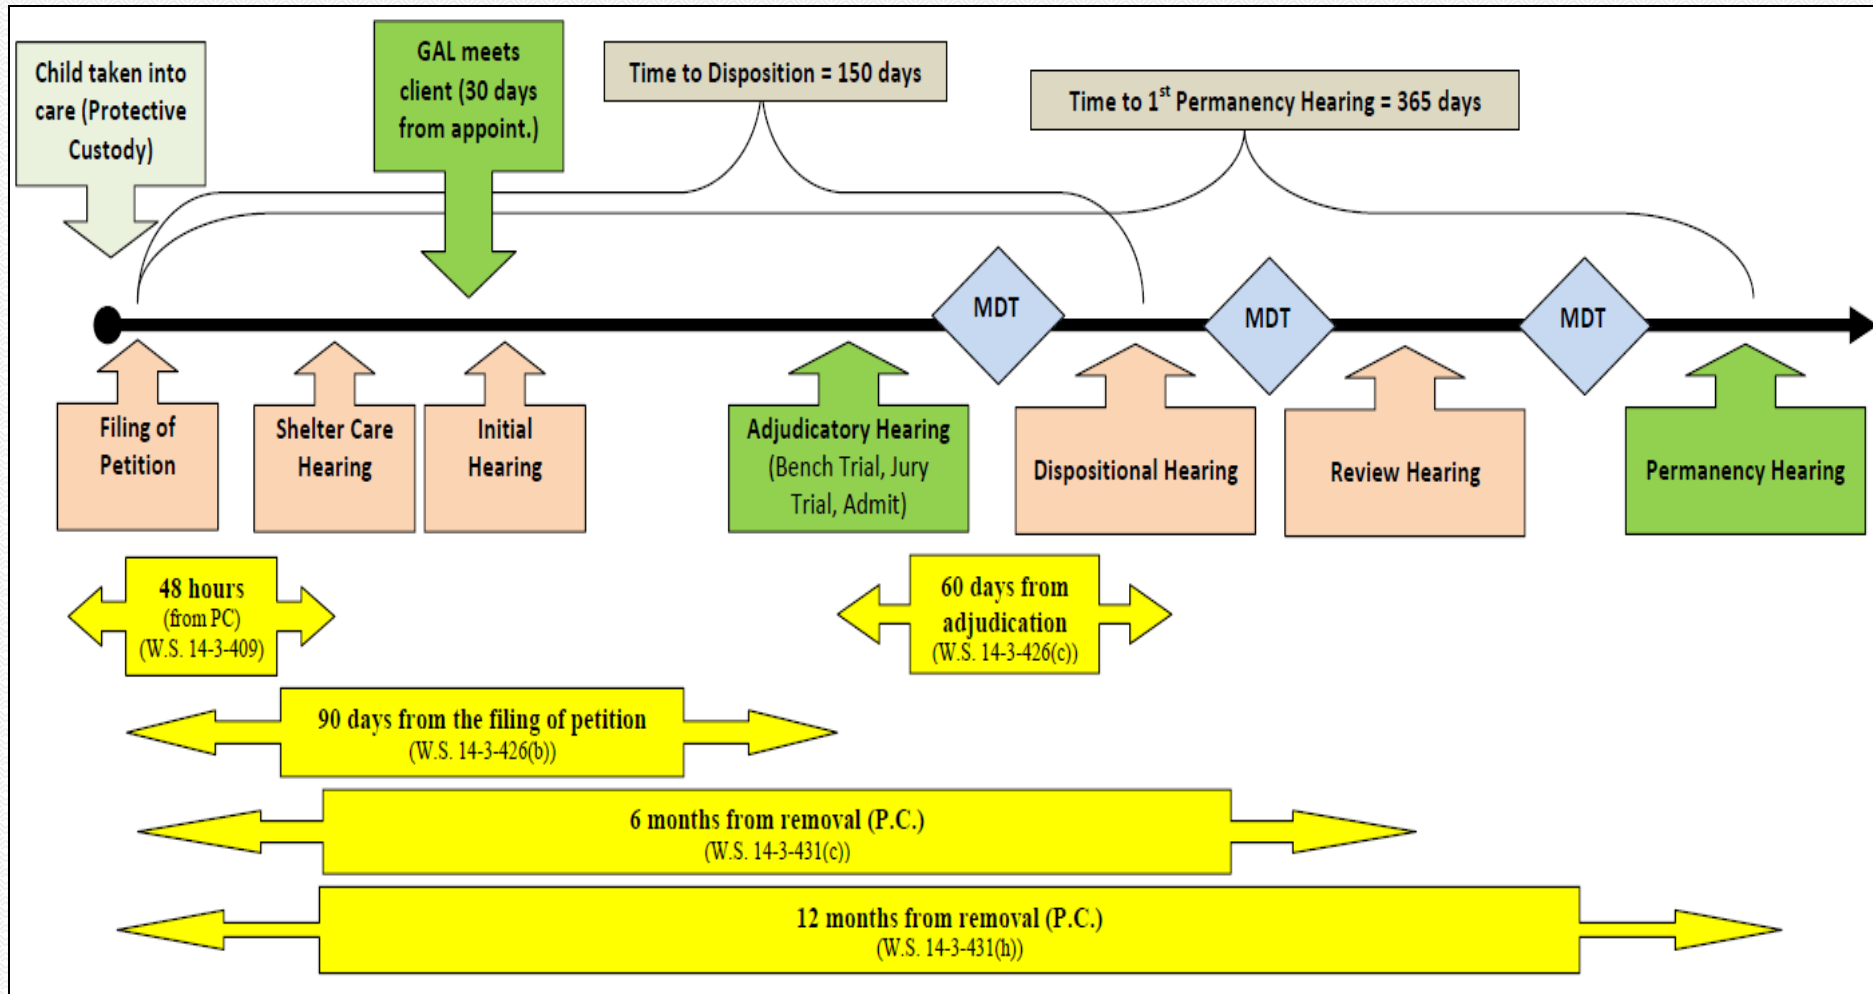 Child taken into
care (Protective
Custody)
GAL meets
client (30 days
from appoint.)
Time to Disposition = 150 days
Time to 1st Permanency Hearing = 365 days
MDT
MDT
MDT
Filing of
Petition
Shelter Care
Hearing
Initial
Hearing
Adjudicatory Hearing
(Bench Trial, Jury
Trial, Admit)
Dispositional Hearing
Review Hearing
Permanency Hearing
48 hours
(from PC)
(W.S. 14-3-409)
60 days from
adjudication
(W.S. 14-3-426(c))
90 days from the filing of petition
(W.S. 14-3-426(b))
6 months from removal (P.C.)
(W.S. 14-3-431(c))
12 months from removal (P.C.)
(W.S. 14-3-431(h))